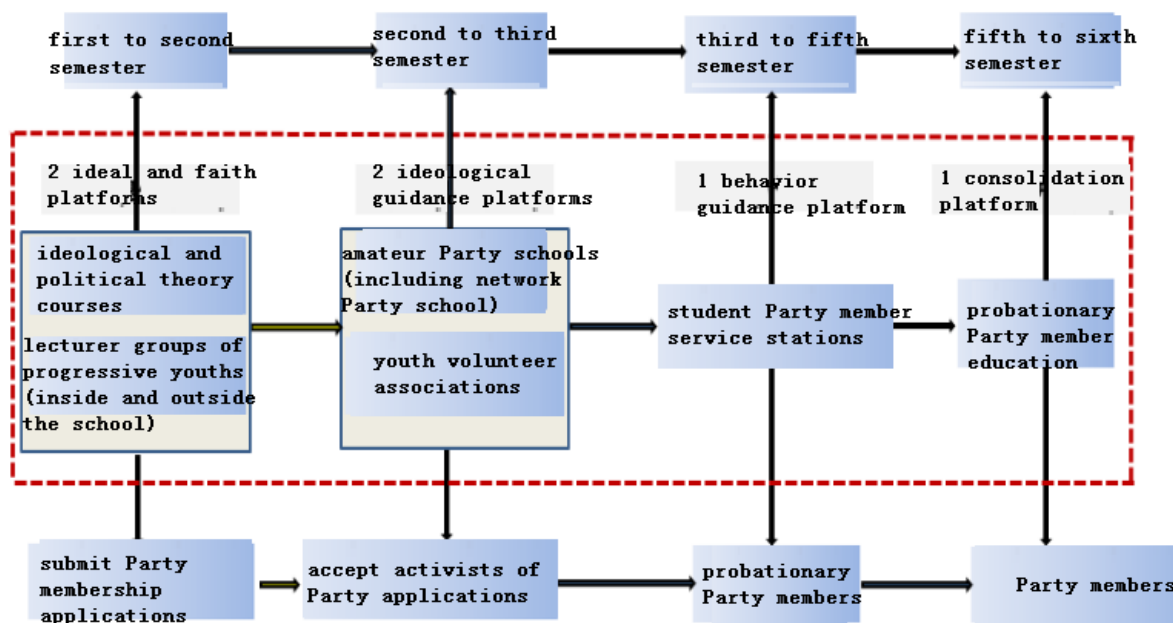 first to second
semester
second to third
semester
third to fifth
semester
fifth to sixth
semester
2 ideal and faith
platforms
2 ideological
guidance platforms
1 behavior
guidance platform
1 consolidation
platform
ideological and
political theory
courses
lecturer groups of
progressive youths
(inside and outside
the school)
amateur Party schools
(including network
Party school)
youth volunteer
associations
student Party member
service stations
probationary
Party member
education
submit Party
membership
applications
accept activists of
Party applications
probationary
Party members
Party members